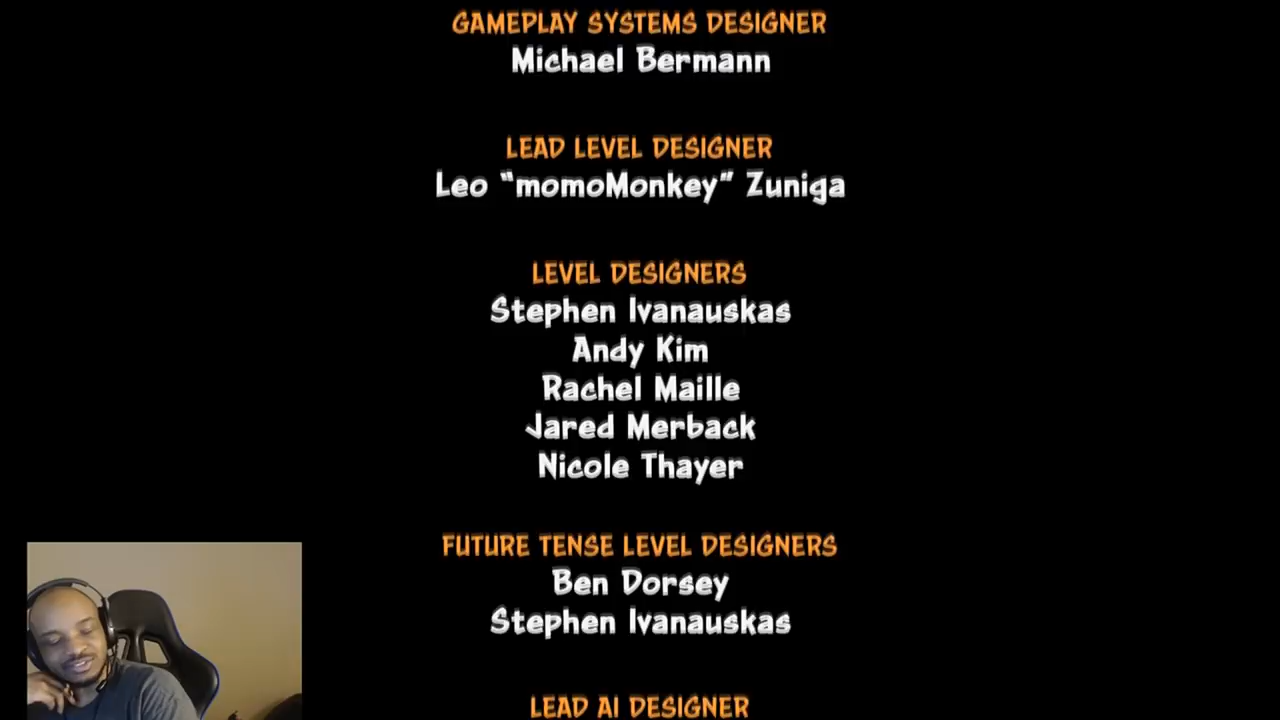 GAMEPLAY SYSTEMS DESIGNER
Michael Bermann
LEAD LEVEL DESIGNER
Leo “momoMonkey” Zuniga
LEVEL DESIGNERS
Stephen Ivanauskas
Andy Kim
Rachel Maille
Jared Merback
Nicole Thayer
FUTURE TENSE LEVEL DESIGNERS
Ben Dorsey
Stephen Ivanauskas
LEAD AI DESIGNER